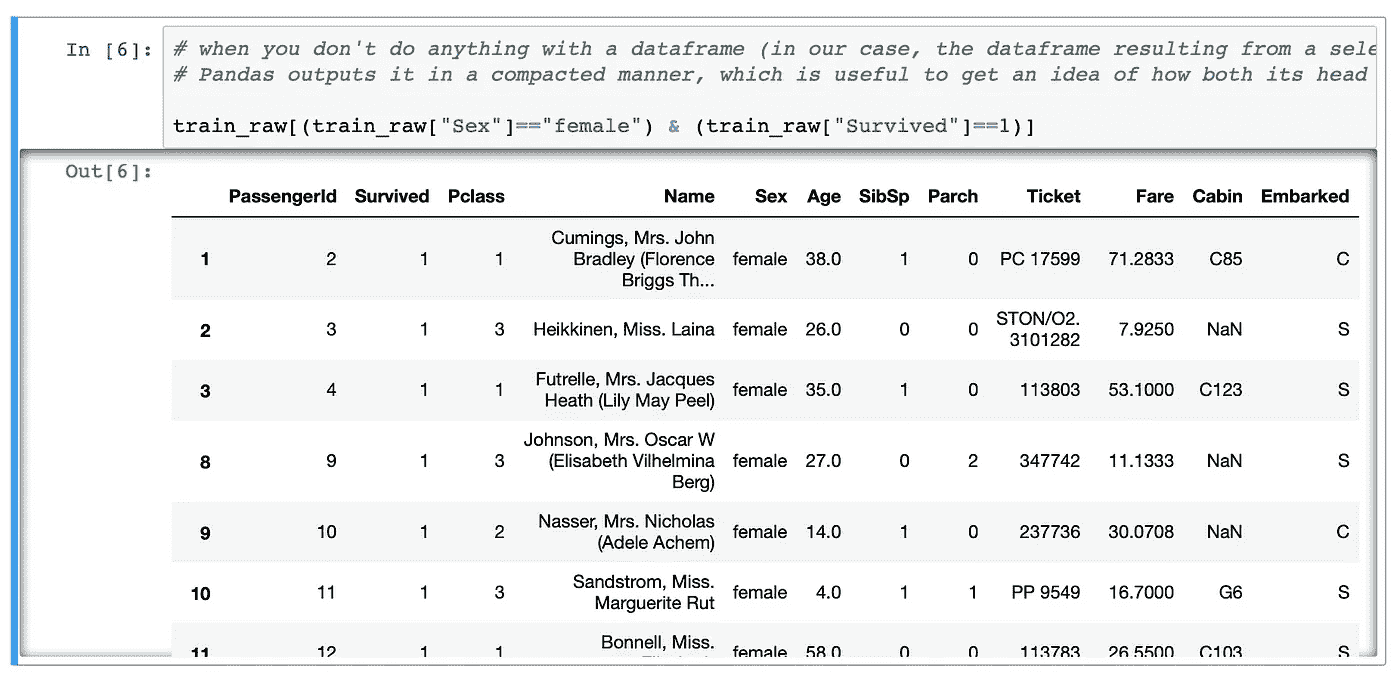 In [6]:
# when you don't do anything with a dataframe (in our case, the dataframe resulting from a sele
# Pandas outputs it in a compacted manner, which is useful to get an idea of how both its head
train_raw[(train_raw["Sex"]=="female") & (train_raw["Survived"]==1)]
Out[6]:
PassengerId Survived Pclass Name Sex Age SibSp Parch Ticket Fare Cabin Embarked
1 2 1 1 Cumings, Mrs. John Bradley (Florence Briggs Th... female 38.0 1 0 PC 17599 71.2833 C85 C
2 3 1 3 Heikkinen, Miss. Laina female 26.0 0 0 STON/O2. 3101282 7.9250 NaN S
3 4 1 1 Futrelle, Mrs. Jacques Heath (Lily May Peel) female 35.0 1 0 113803 53.1000 C123 S
8 9 1 3 Johnson, Mrs. Oscar W (Elisabeth Vilhelmina Berg) female 27.0 0 2 347742 11.1333 NaN S
9 10 1 2 Nasser, Mrs. Nicholas (Adele Achem) female 14.0 1 0 237736 30.0708 NaN C
10 11 1 3 Sandstrom, Miss. Marguerite Rut female 4.0 1 1 PP 9549 16.7000 G6 S
11 12 1 1 Bonnell, Miss. female 58.0 0 0 113783 26.5500 C103 S